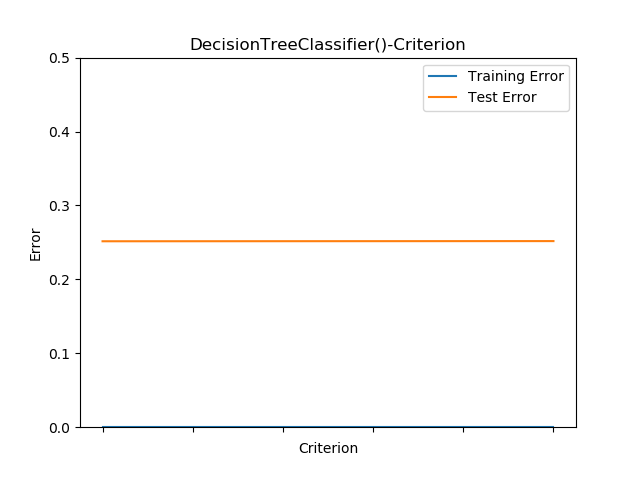 DecisionTreeClassifier()-Criterion
0.5
Training Error
Test Error
0.4
0.3
Error
0.2
0.1
0.0
Criterion